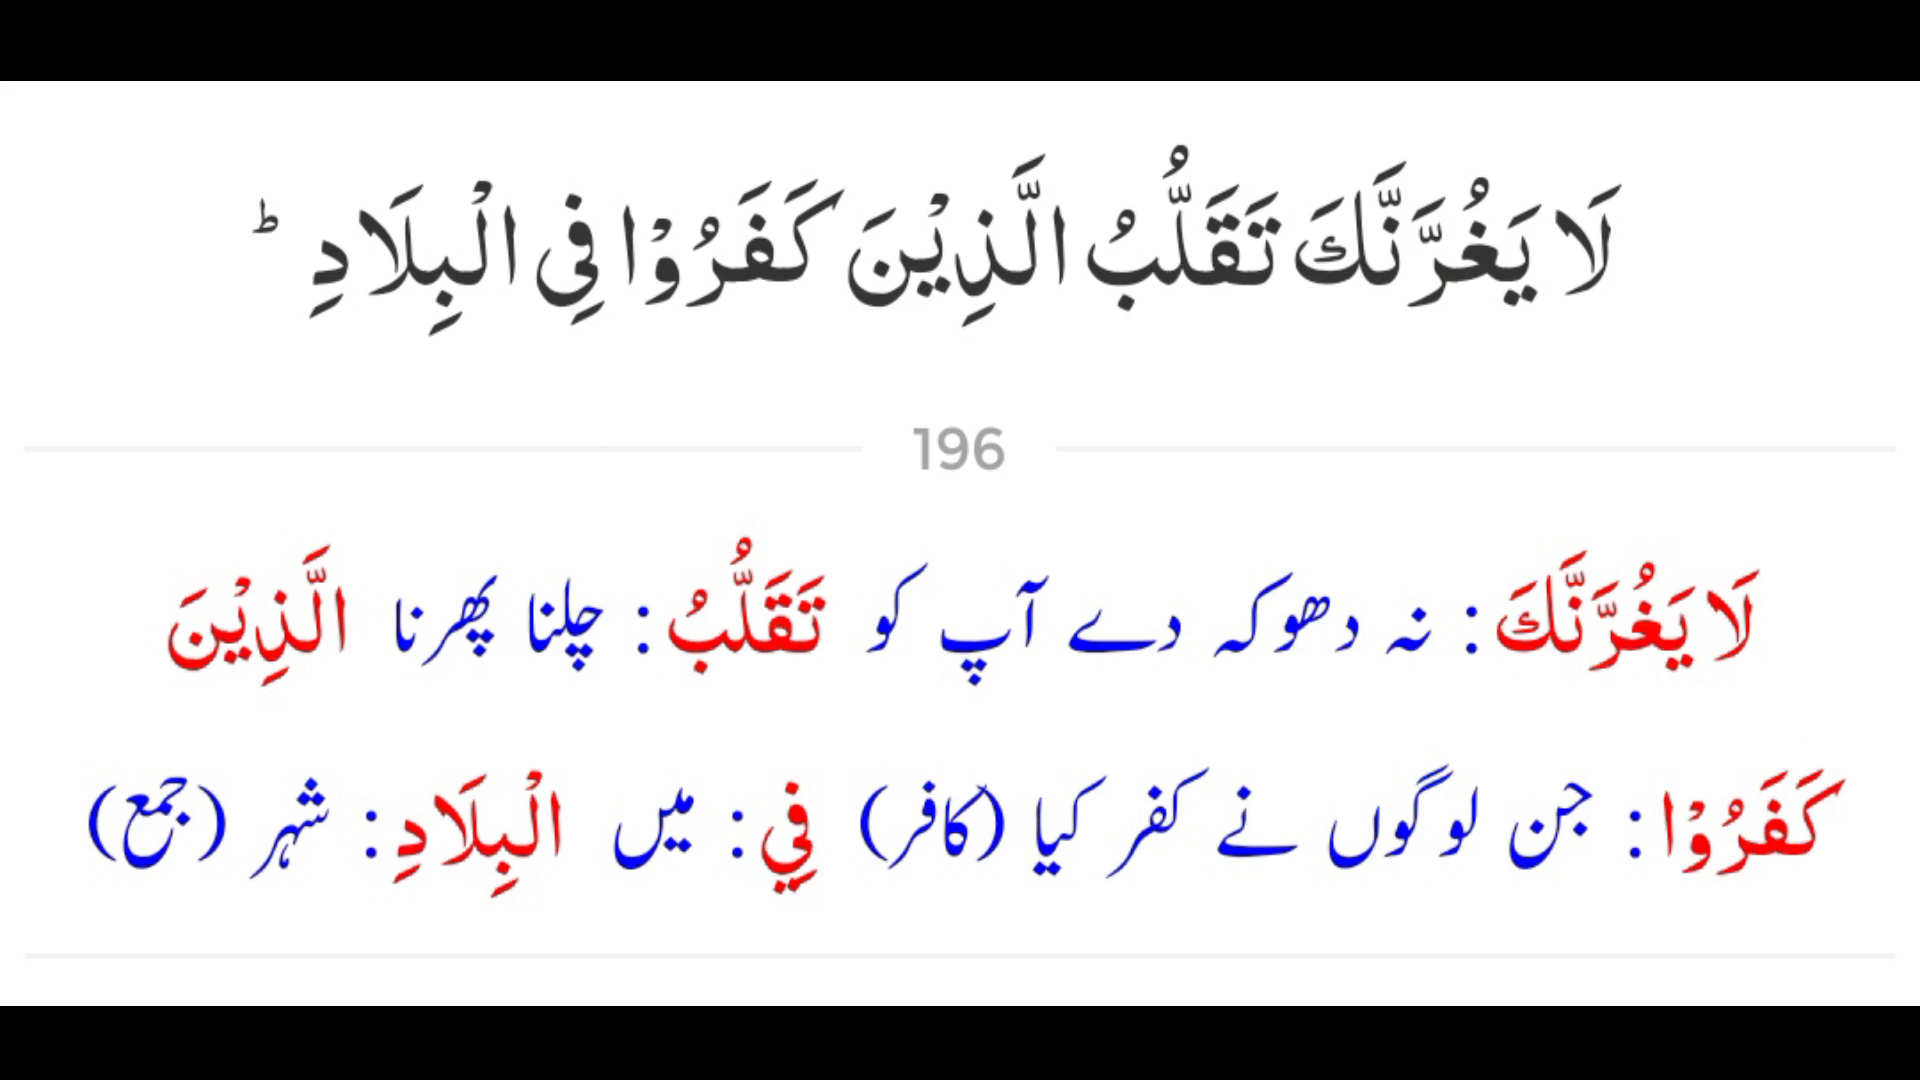 لَا يَغُرَّنَّكَ تَقَلُّبُ الَّذِيْنَ كَفَرُوْا فِى الْبِلَادِ ؕ
196
لَا يَغُرَّنَّكَ: نہ دھوکہ دے آپ کو تَقَلُّبُ: چلنا پھرنا الَّذِيْنَ
كَفَرُوْا: جن لوگوں نے کفر کیا (کافر) فِي: میں الْبِلَادِ: شہر (جمع)